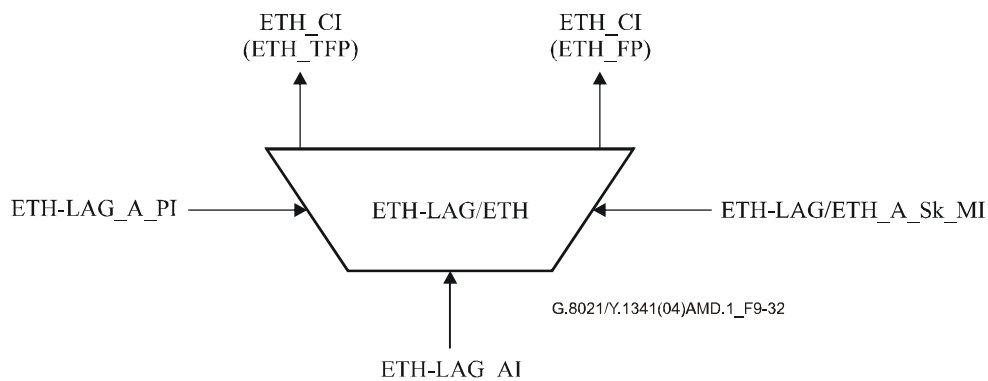 ETH_CI
(ETH_TFP)
ETH_CI
(ETH_FP)
ETH-LAG_A_PI
ETH-LAG/ETH
ETH-LAG/ETH_A_Sk_MI
G.8021/Y.1341(04)AMD.1_F9-32
ETH-LAG_AI